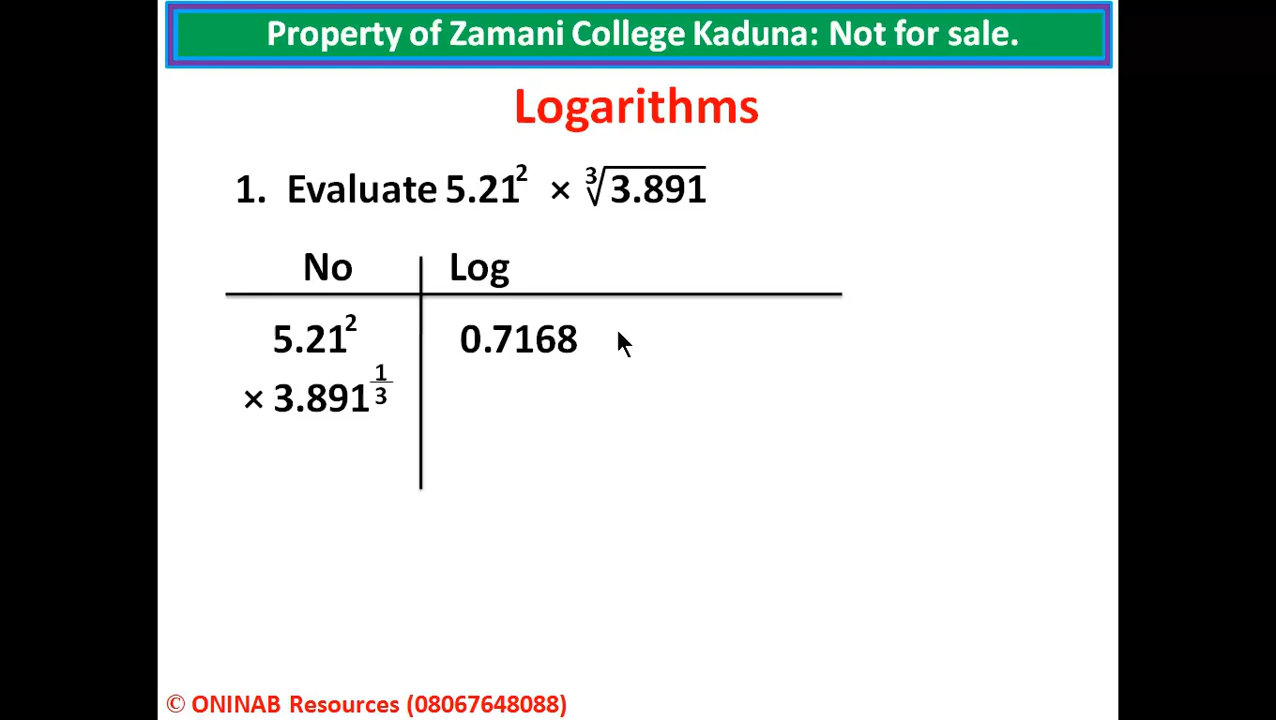 Property of Zamani College Kaduna: Not for sale.
Logarithms
1. Evaluate 5.21² × ∛3.891
No Log
5.21² 0.7168
× 3.891^(1/3)
© ONINAB Resources (08067648088)